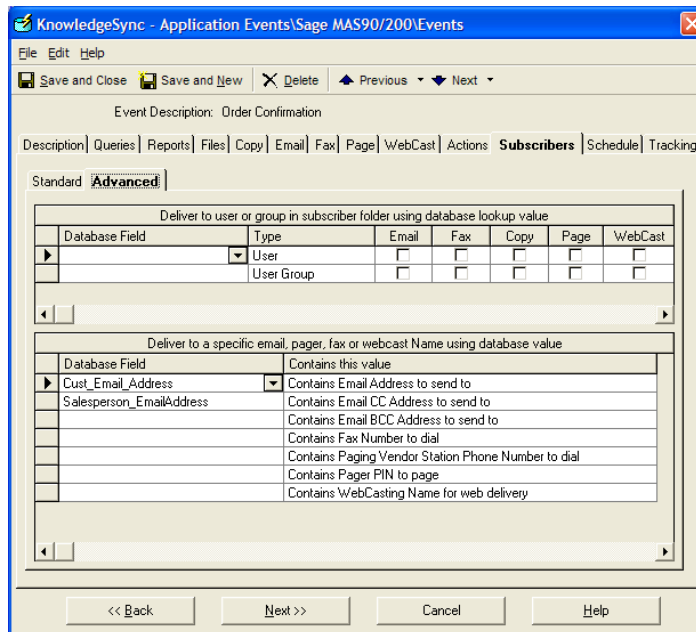 KnowledgeSync - Application Events\Sage MAS90/200\Events
File Edit Help
Save and Close Save and New Delete Previous Next
Event Description: Order Confirmation
Description Queries Reports Files Copy Email Fax Page WebCast Actions Subscribers Schedule Tracking
Standard Advanced
Deliver to user or group in subscriber folder using database lookup value
Database Field Type Email Fax Copy Page WebCast
User
User Group
Deliver to a specific email, pager, fax or webcast Name using database value
Database Field Contains this value
Cust_Email_Address Contains Email Address to send to
Salesperson_EmailAddress Contains Email CC Address to send to
Contains Email BCC Address to send to
Contains Fax Number to dial
Contains Paging Vendor Station Phone Number to dial
Contains Pager PIN to page
Contains WebCasting Name for web delivery
<< Back Next >> Cancel Help